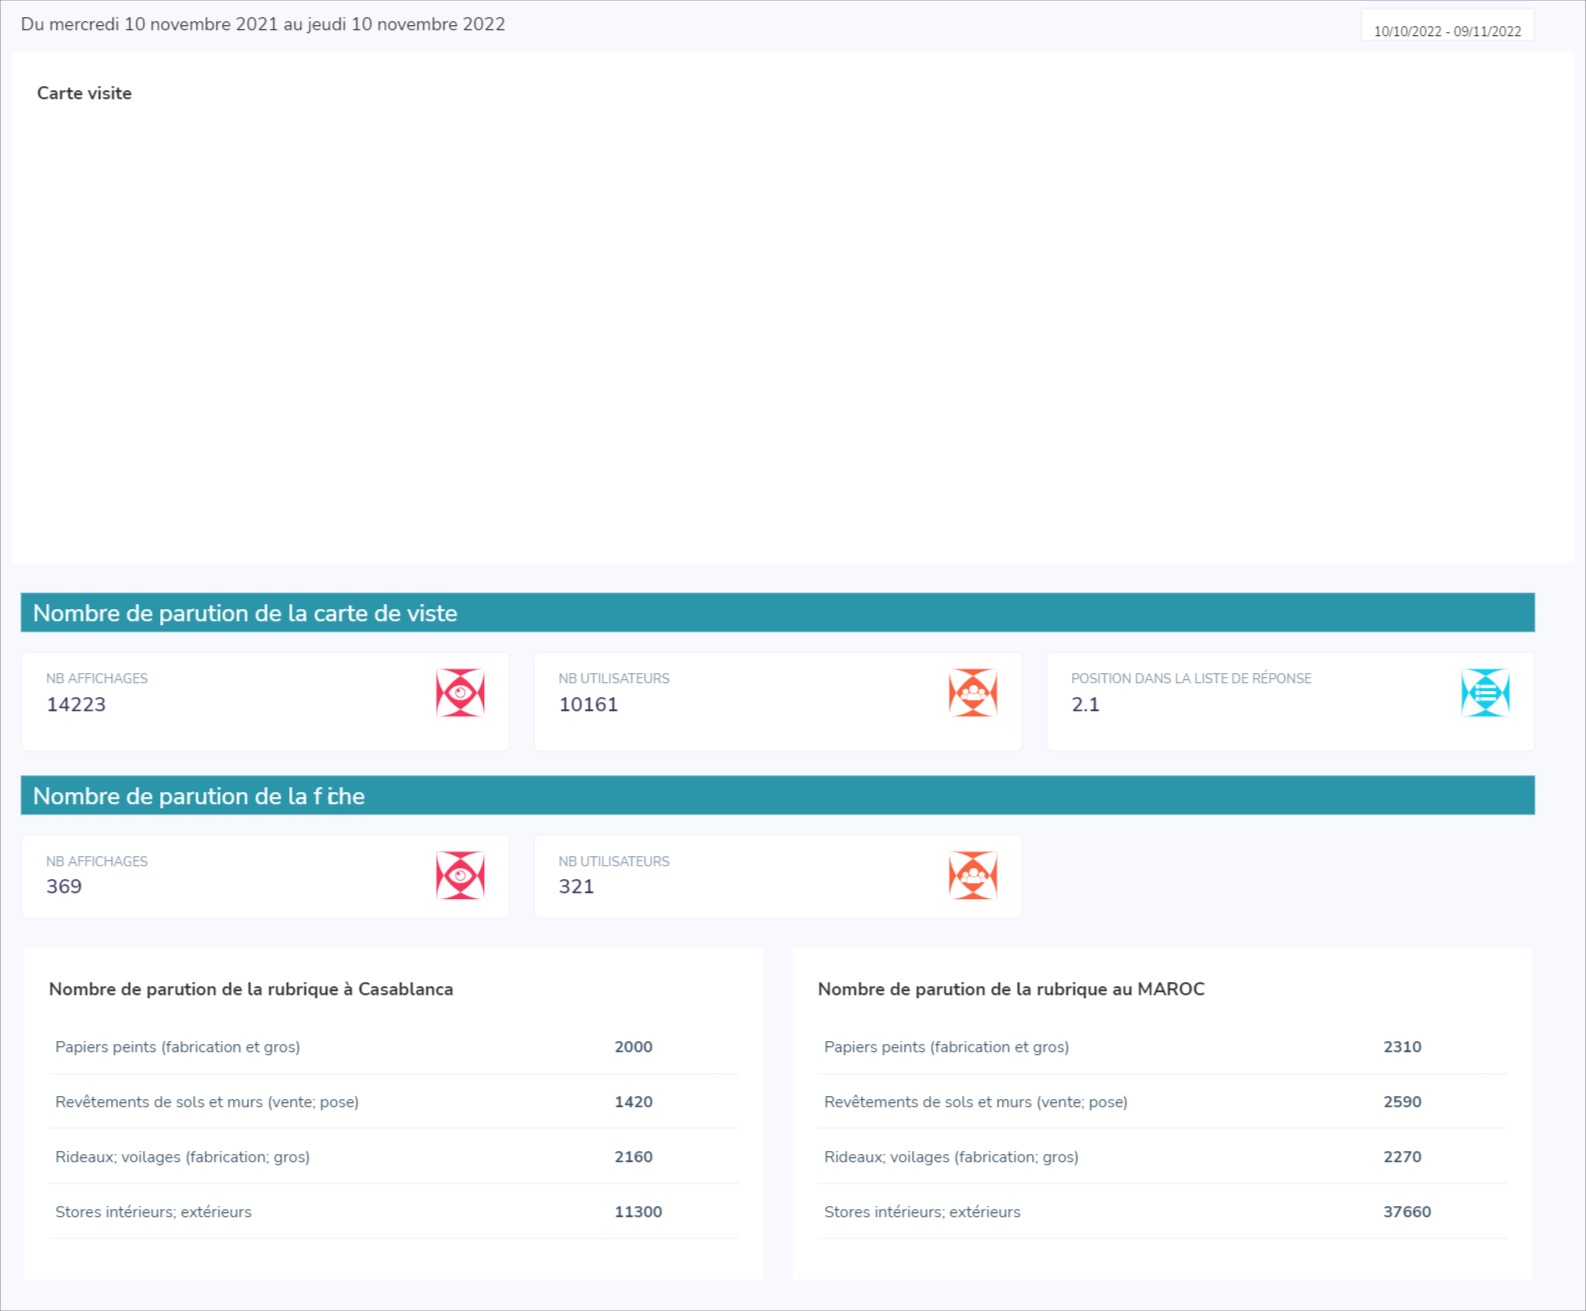 Du mercredi 10 novembre 2021 au jeudi 10 novembre 2022
10/10/2022 - 09/11/2022
Carte visite
Nombre de parution de la carte de viste
NB AFFICHAGES
14223
NB UTILISATEURS
10161
POSITION DANS LA LISTE DE RÉPONSE
2.1
Nombre de parution de la fiche
NB AFFICHAGES
369
NB UTILISATEURS
321
Nombre de parution de la rubrique à Casablanca
Papiers peints (fabrication et gros) 2000
Revêtements de sols et murs (vente; pose) 1420
Rideaux; voilages (fabrication; gros) 2160
Stores intérieurs; extérieurs 11300
Nombre de parution de la rubrique au MAROC
Papiers peints (fabrication et gros) 2310
Revêtements de sols et murs (vente; pose) 2590
Rideaux; voilages (fabrication; gros) 2270
Stores intérieurs; extérieurs 37660